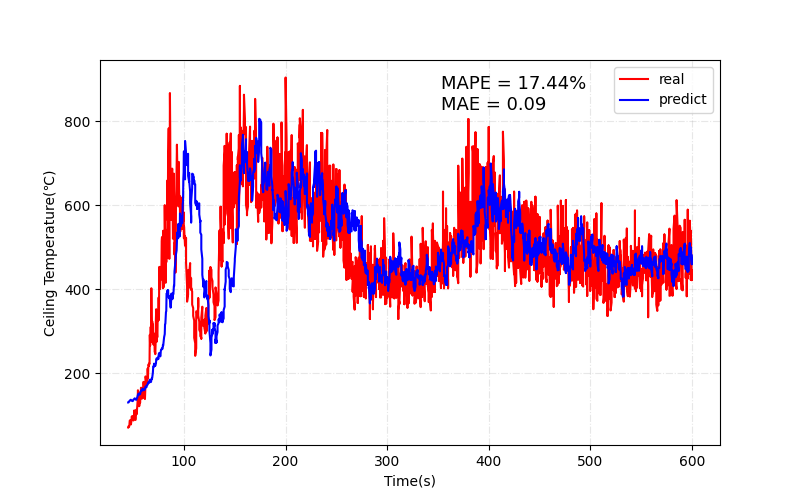 MAPE = 17.44%
MAE = 0.09
real
predict
Ceiling Temperature(℃)
800
600
400
200
100
200
300
400
500
600
Time(s)